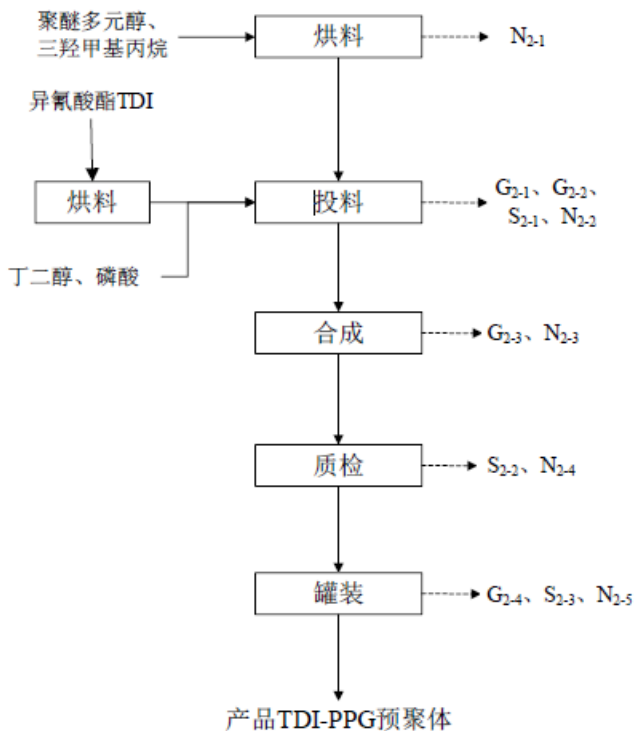 聚醚多元醇、
三羟甲基丙烷
烘料
N2-1
异氰酸酯TDI
烘料
投料
G2-1、G2-2、
S2-1、N2-2
丁二醇、磷酸
合成
G2-3、N2-3
质检
S2-2、N2-4
罐装
G2-4、S2-3、N2-5
产品TDI-PPG预聚体